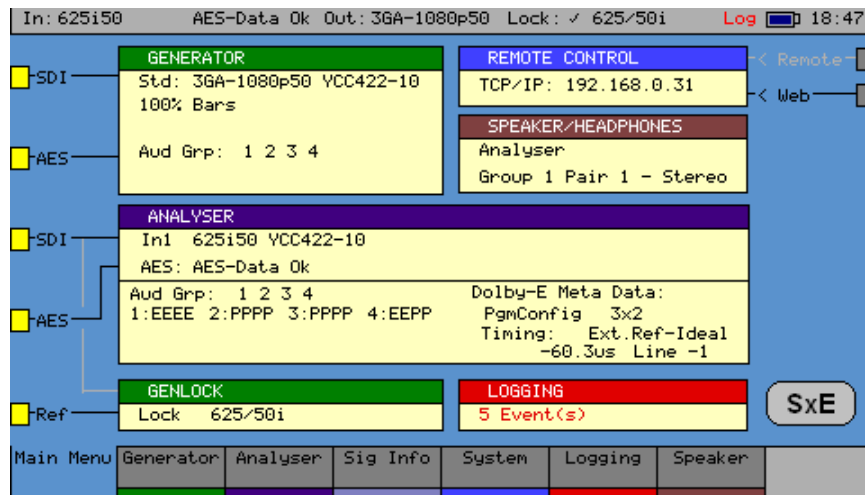 In: 625i50 AES-Data Ok Out: 3GA-1080p50 Lock: ✓ 625/50i Log 18:47
GENERATOR
Std: 3GA-1080p50 YCC422-10
100% Bars
Aud Grp: 1 2 3 4
REMOTE CONTROL
TCP/IP: 192.168.0.31
< Remote
< Web
SPEAKER/HEADPHONES
Analyser
Group 1 Pair 1 - Stereo
SDI
AES
ANALYSER
In1 625i50 YCC422-10
AES: AES-Data Ok
Aud Grp: 1 2 3 4
1:EEEE 2:PPPP 3:PPPP 4:EEPP
Dolby-E Meta Data:
PgmConfig 3x2
Timing: Ext.Ref-Ideal
-60.3us Line -1
SDI
AES
GENLOCK
Lock 625/50i
Ref
LOGGING
5 Event(s)
SxE
Main Menu Generator Analyser Sig Info System Logging Speaker